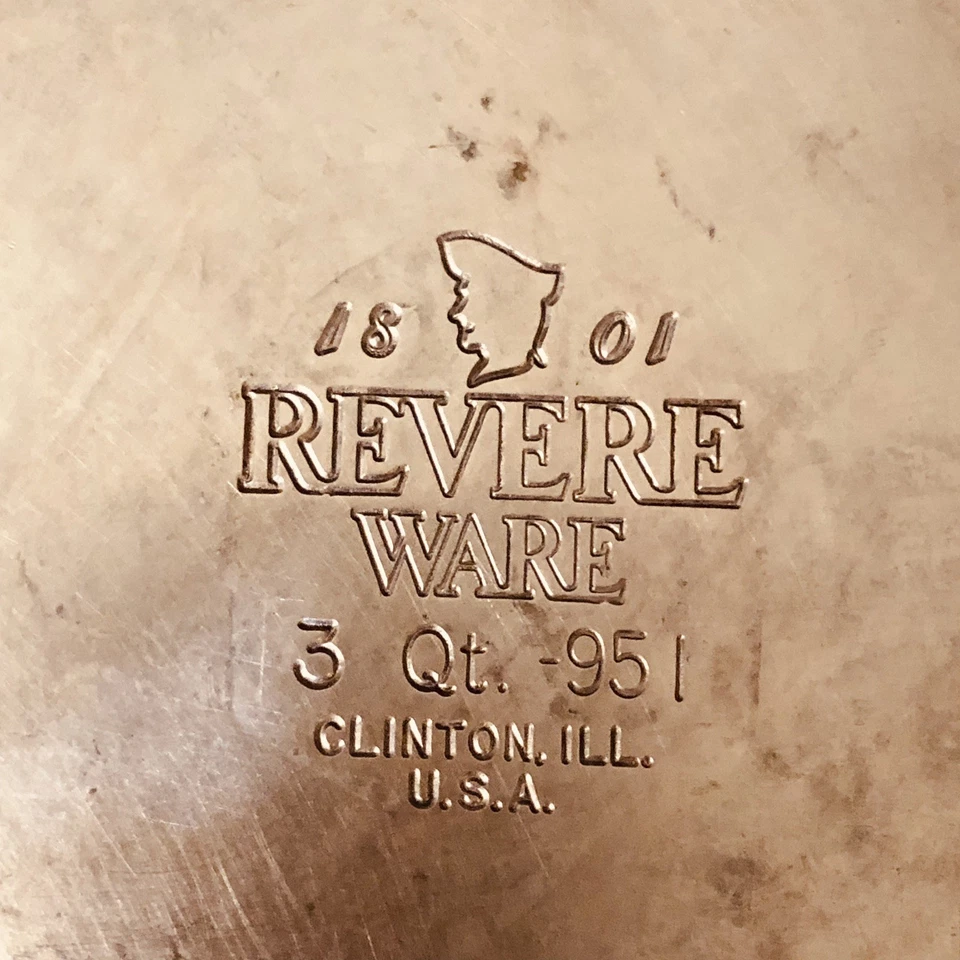 18 01
REVERE
WARE
3 Qt. -951
CLINTON. ILL.
U.S.A.